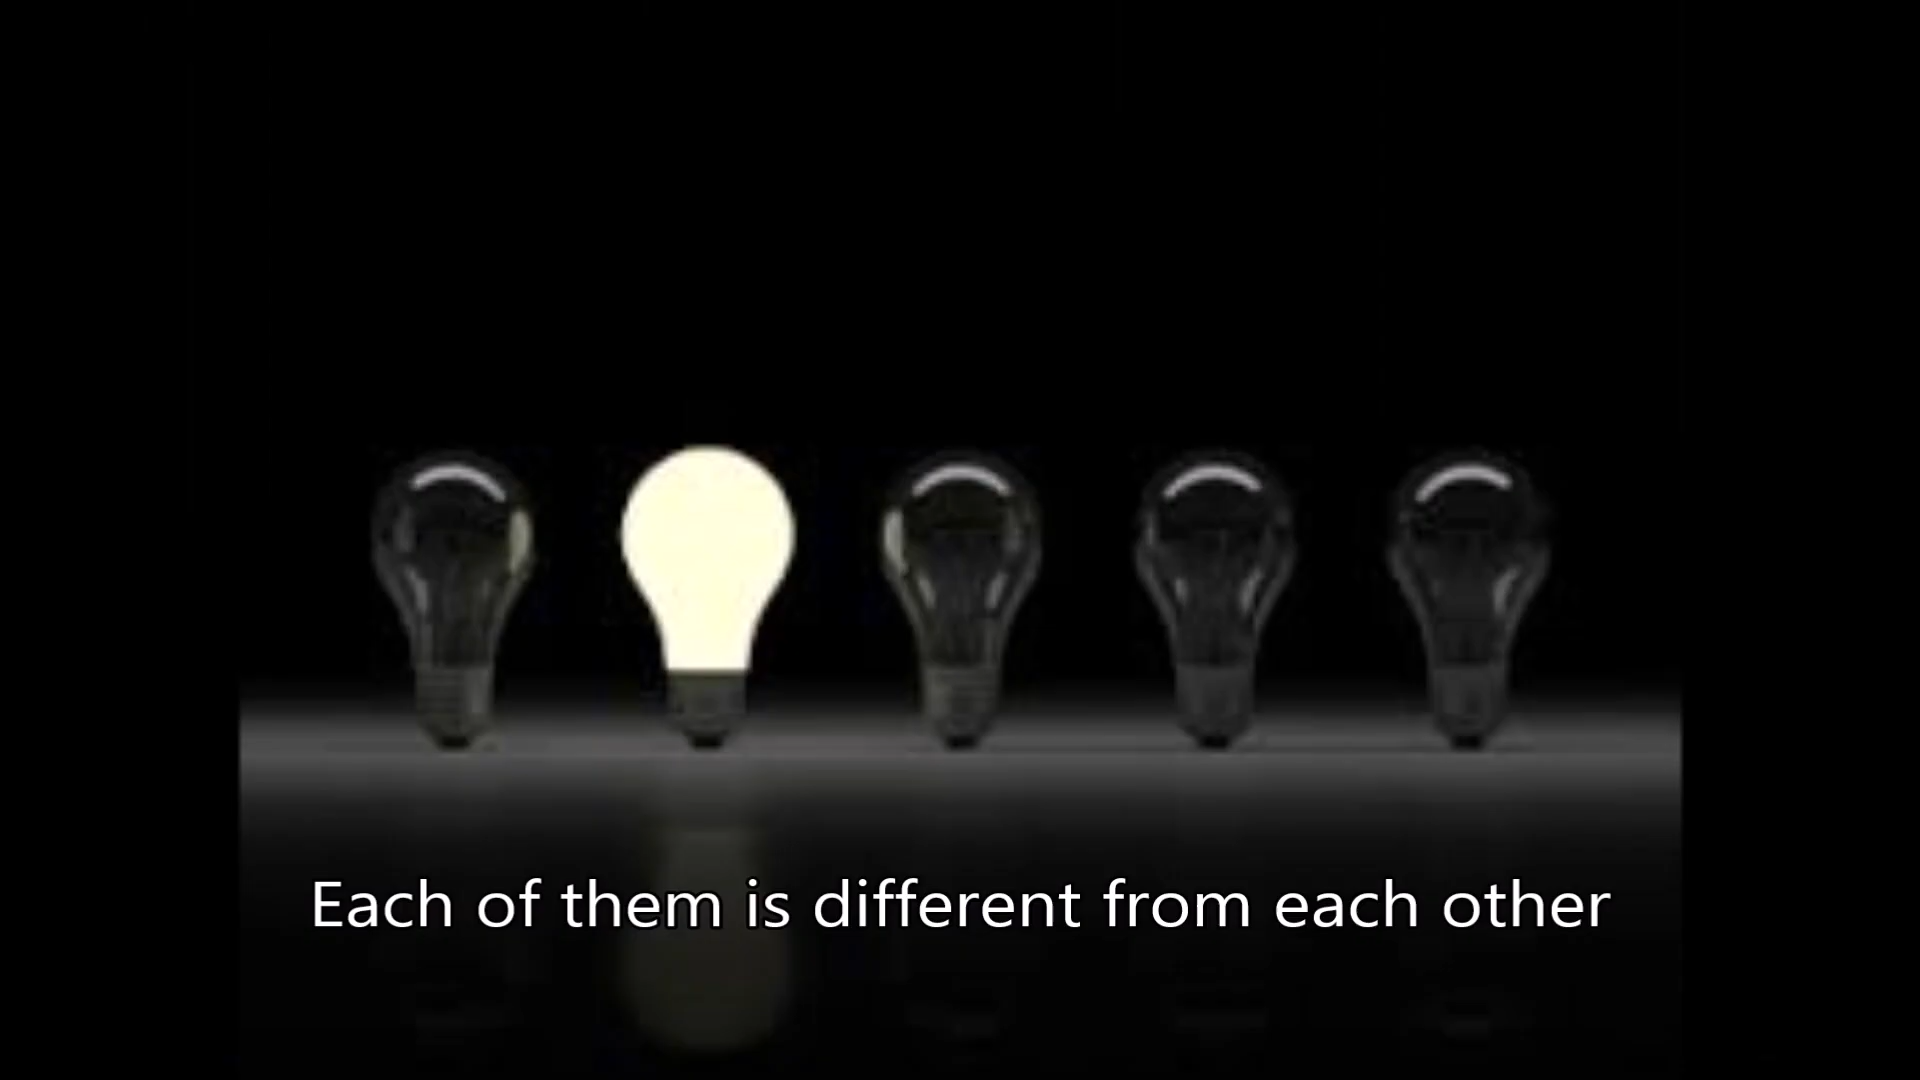 Each of them is different from each other